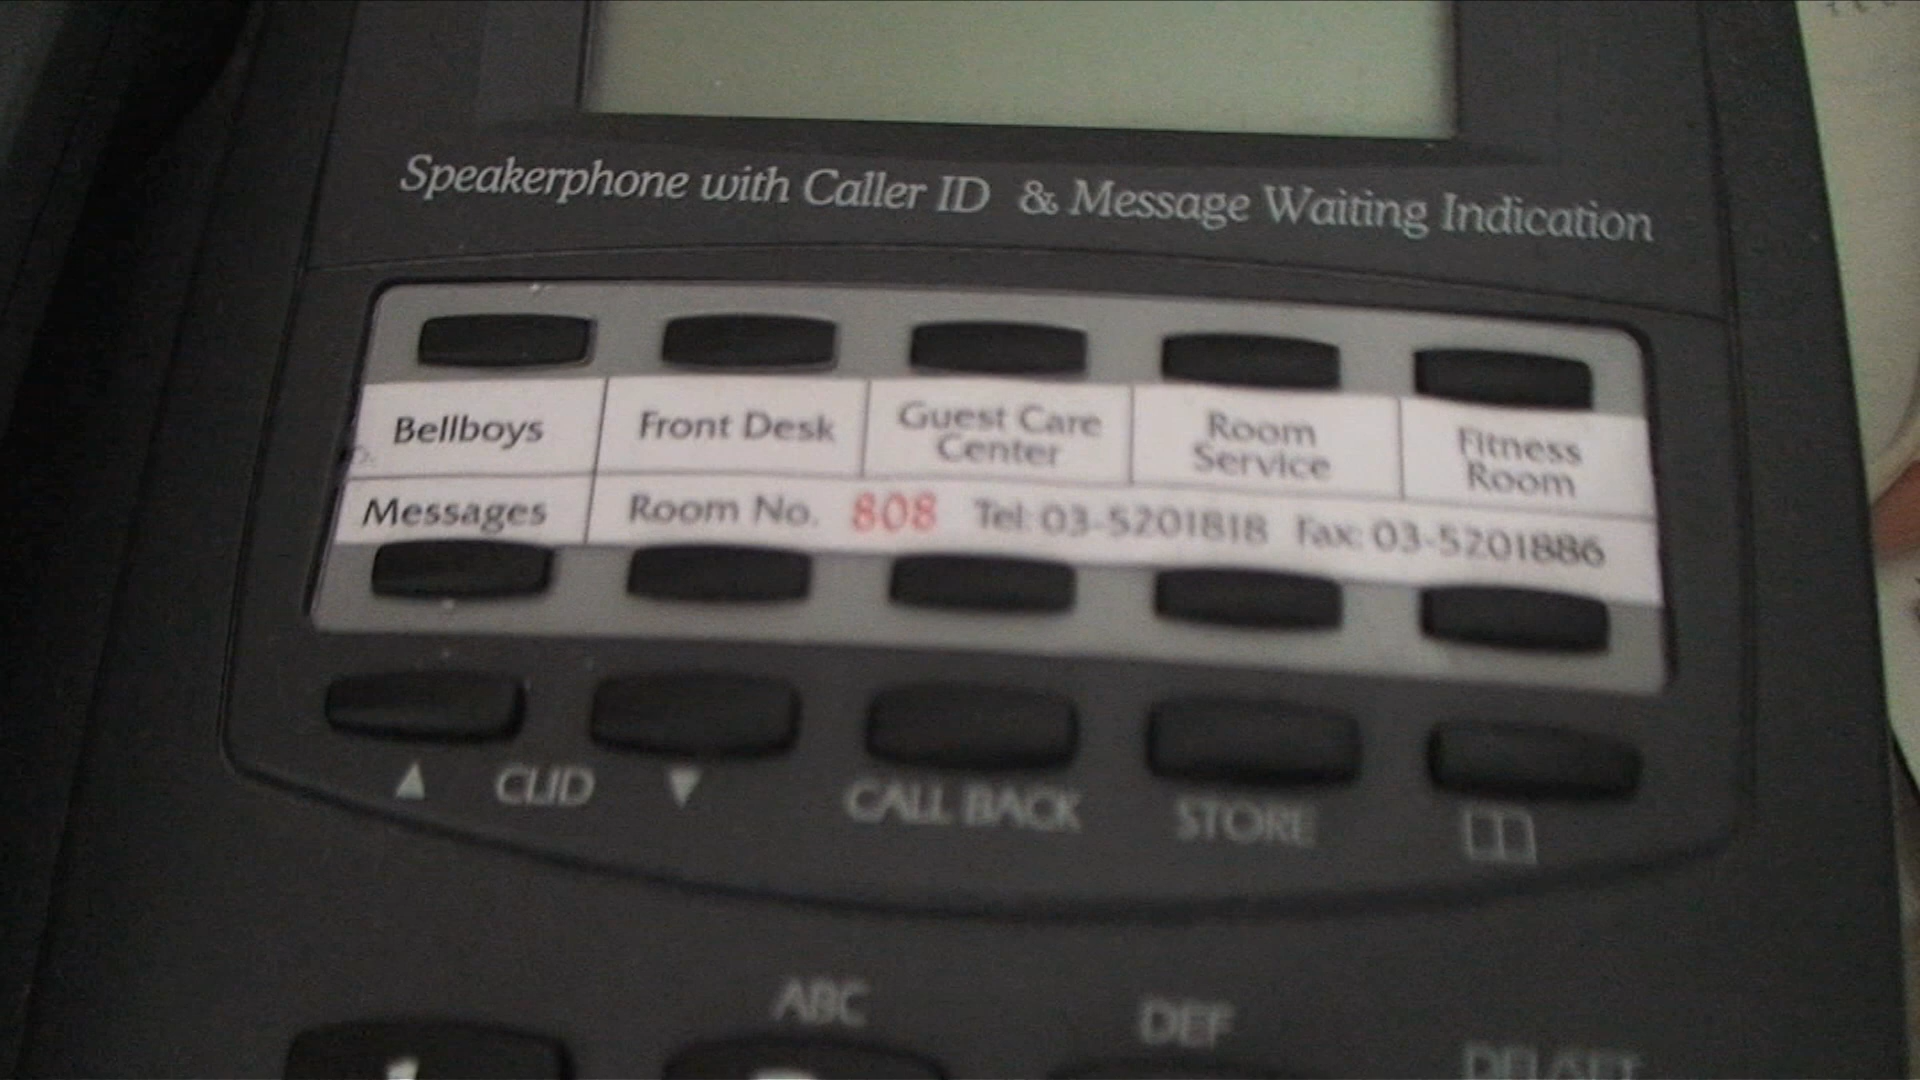 Speakerphone with Caller ID & Message Waiting Indication
Bellboys
Front Desk
Guest Care
Center
Room
Service
Fitness
Room
Messages
Room No. 808 Tel: 03-5201818 Fax: 03-5201886
CLID
CALL BACK
STORE
ABC
DEF